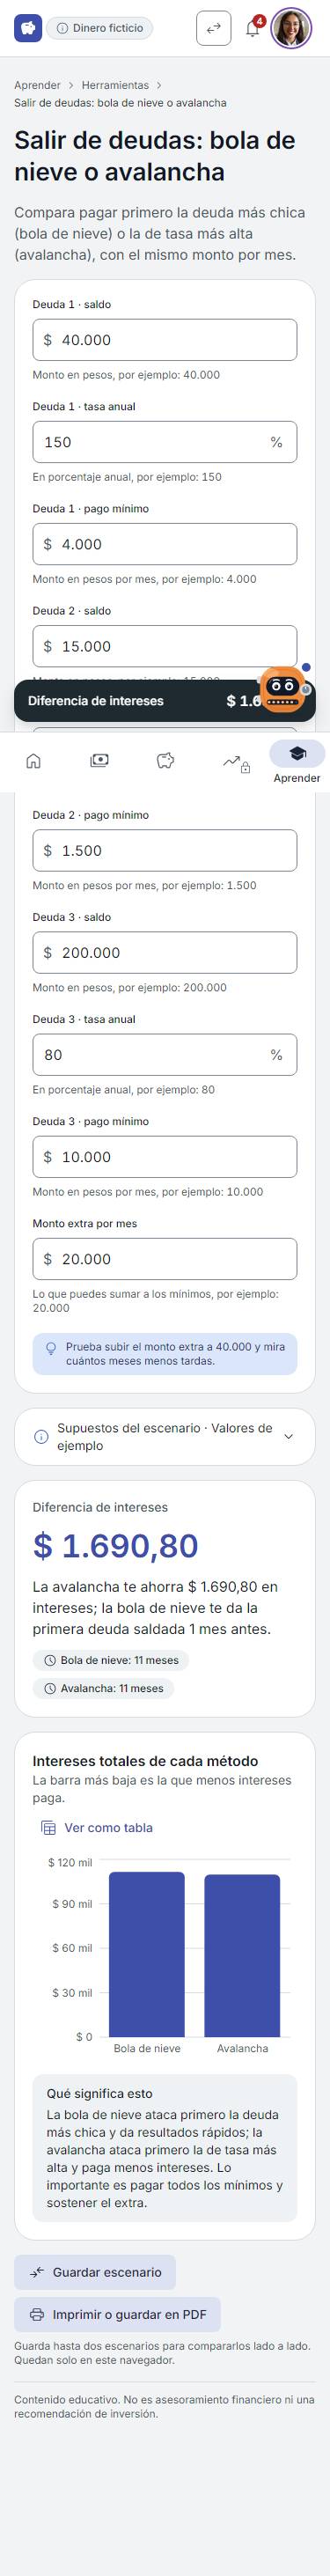 Dinero ficticio
4
Aprender > Herramientas >
Salir de deudas: bola de nieve o avalancha
Salir de deudas: bola de
nieve o avalancha
Compara pagar primero la deuda más chica
(bola de nieve) o la de tasa más alta
(avalancha), con el mismo monto por mes.
Deuda 1 · saldo
$ 40.000
Monto en pesos, por ejemplo: 40.000
Deuda 1 · tasa anual
150 %
En porcentaje anual, por ejemplo: 150
Deuda 1 · pago mínimo
$ 4.000
Monto en pesos por mes, por ejemplo: 4.000
Deuda 2 · saldo
$ 15.000
Diferencia de intereses $ 1.6
Aprender
Deuda 2 · pago mínimo
$ 1.500
Monto en pesos por mes, por ejemplo: 1.500
Deuda 3 · saldo
$ 200.000
Monto en pesos, por ejemplo: 200.000
Deuda 3 · tasa anual
80 %
En porcentaje anual, por ejemplo: 80
Deuda 3 · pago mínimo
$ 10.000
Monto en pesos por mes, por ejemplo: 10.000
Monto extra por mes
$ 20.000
Lo que puedes sumar a los mínimos, por ejemplo:
20.000
Prueba subir el monto extra a 40.000 y mira
cuántos meses menos tardas.
Supuestos del escenario · Valores de
ejemplo
Diferencia de intereses
$ 1.690,80
La avalancha te ahorra $ 1.690,80 en
intereses; la bola de nieve te da la
primera deuda saldada 1 mes antes.
Bola de nieve: 11 meses
Avalancha: 11 meses
Intereses totales de cada método
La barra más baja es la que menos intereses
paga.
Ver como tabla
$ 120 mil
$ 90 mil
$ 60 mil
$ 30 mil
$ 0
Bola de nieve Avalancha
Qué significa esto
La bola de nieve ataca primero la deuda
más chica y da resultados rápidos; la
avalancha ataca primero la de tasa más
alta y paga menos intereses. Lo
importante es pagar todos los mínimos y
sostener el extra.
Guardar escenario
Imprimir o guardar en PDF
Guarda hasta dos escenarios para compararlos lado a lado.
Quedan solo en este navegador.
Contenido educativo. No es asesoramiento financiero ni una
recomendación de inversión.